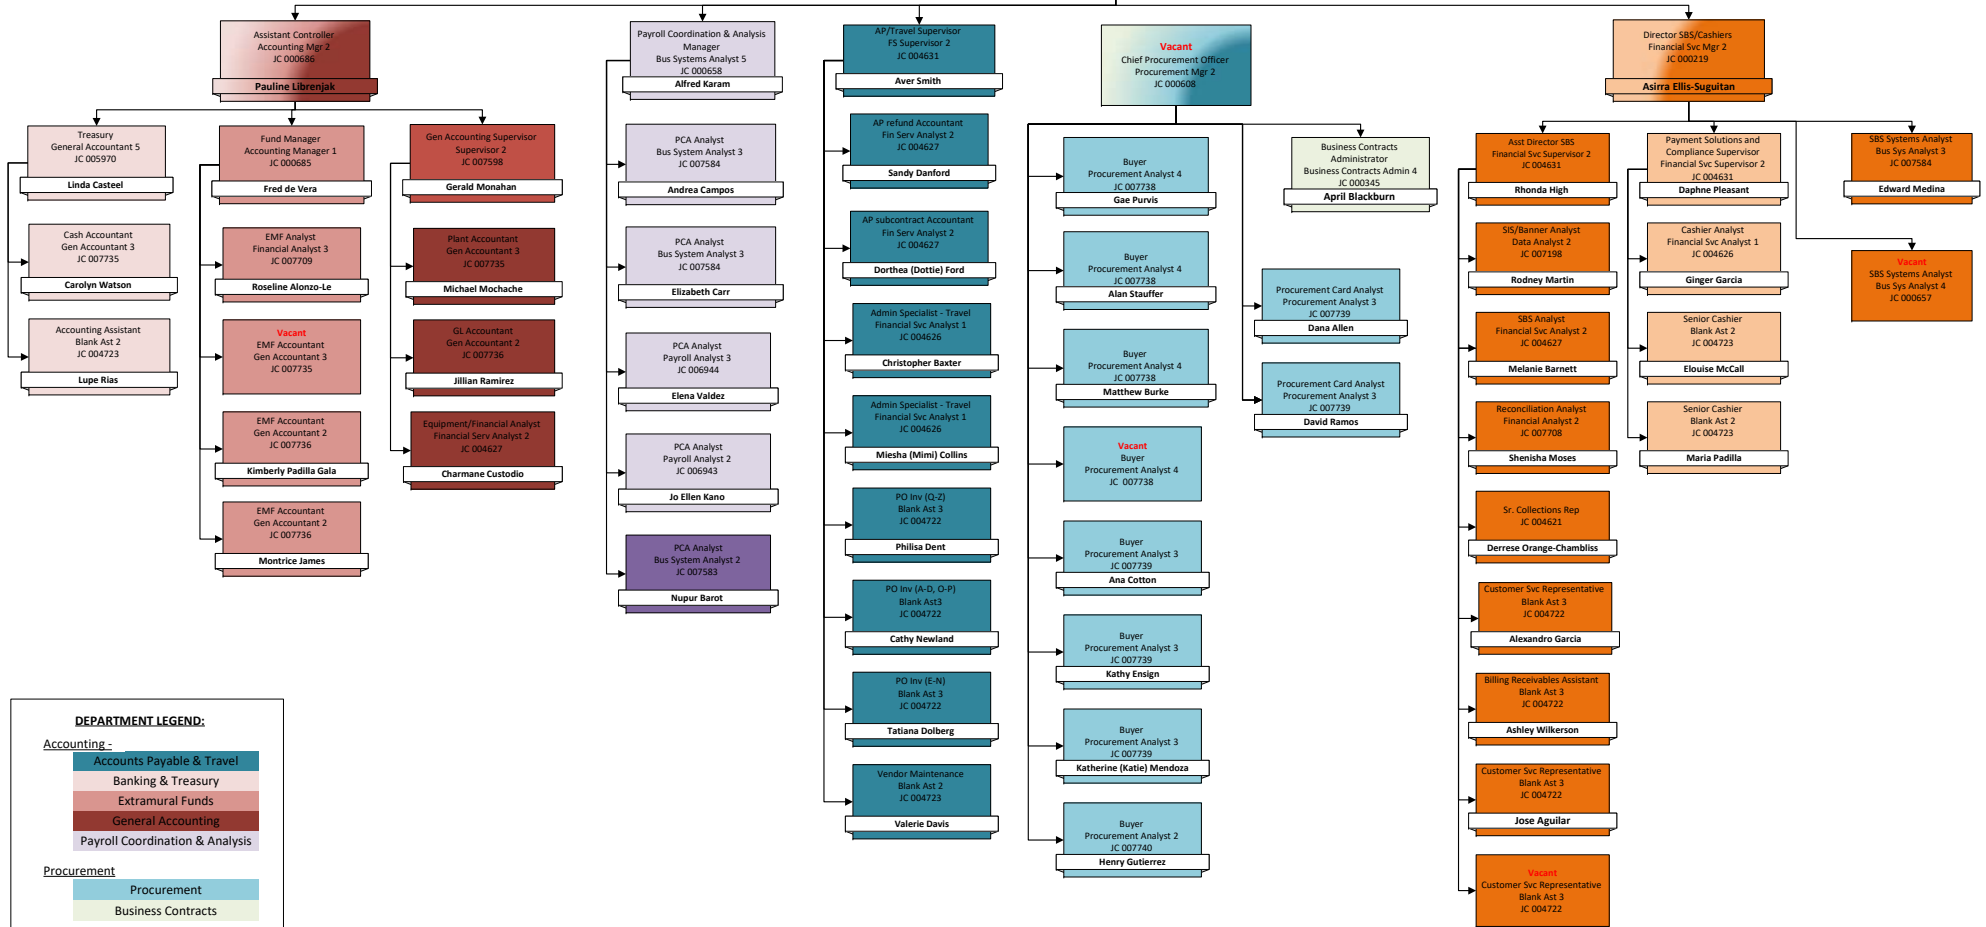 Assistant Controller
Accounting Mgr 2
JC 000686
Pauline Librenjak
Treasury
General Accountant 5
JC 005970
Linda Casteel
Cash Accountant
Gen Accountant 3
JC 007735
Carolyn Watson
Accounting Assistant
Blank Ast 2
JC 004723
Lupe Rias
Fund Manager
Accounting Manager 1
JC 000685
Fred de Vera
EMF Analyst
Financial Analyst 3
JC 007709
Roseline Alonzo-Le
Vacant
EMF Accountant
Gen Accountant 3
JC 007735
EMF Accountant
Gen Accountant 2
JC 007736
Kimberly Padilla Gala
EMF Accountant
Gen Accountant 2
JC 007736
Montrice James
Gen Accounting Supervisor
Supervisor 2
JC 007598
Gerald Monahan
Plant Accountant
Gen Accountant 3
JC 007735
Michael Mochache
GL Accountant
Gen Accountant 2
JC 007736
Jillian Ramirez
Equipment/Financial Analyst
Financial Serv Analyst 2
JC 004627
Charmane Custodio
Payroll Coordination & Analysis
Manager
Bus Systems Analyst 5
JC 000658
Alfred Karam
PCA Analyst
Bus System Analyst 3
JC 007584
Andrea Campos
PCA Analyst
Bus System Analyst 3
JC 007584
Elizabeth Carr
PCA Analyst
Payroll Analyst 3
JC 006944
Elena Valdez
PCA Analyst
Payroll Analyst 2
JC 006943
Jo Ellen Kano
PCA Analyst
Bus System Analyst 2
JC 007583
Nupur Barot
AP/Travel Supervisor
FS Supervisor 2
JC 004631
Aver Smith
AP refund Accountant
Fin Serv Analyst 2
JC 004627
Sandy Danford
AP subcontract Accountant
Fin Serv Analyst 2
JC 004627
Dorthea (Dottie) Ford
Admin Specialist - Travel
Financial Svc Analyst 1
JC 004626
Christopher Baxter
Admin Specialist - Travel
Financial Svc Analyst 1
JC 004626
Miesha (Mimi) Collins
PO Inv (Q-Z)
Blank Ast 3
JC 004722
Philisa Dent
PO Inv (A-D, O-P)
Blank Ast3
JC 004722
Cathy Newland
PO Inv (E-N)
Blank Ast 3
JC 004722
Tatiana Dolberg
Vendor Maintenance
Blank Ast 2
JC 004723
Valerie Davis
Vacant
Chief Procurement Officer
Procurement Mgr 2
JC 000608
Buyer
Procurement Analyst 4
JC 007738
Gae Purvis
Buyer
Procurement Analyst 4
JC 007738
Alan Stauffer
Buyer
Procurement Analyst 4
JC 007738
Matthew Burke
Vacant
Buyer
Procurement Analyst 4
JC 007738
Buyer
Procurement Analyst 3
JC 007739
Ana Cotton
Buyer
Procurement Analyst 3
JC 007739
Kathy Ensign
Buyer
Procurement Analyst 3
JC 007739
Katherine (Katie) Mendoza
Buyer
Procurement Analyst 2
JC 007740
Henry Gutierrez
Business Contracts
Administrator
Business Contracts Admin 4
JC 000345
April Blackburn
Procurement Card Analyst
Procurement Analyst 3
JC 007739
Dana Allen
Procurement Card Analyst
Procurement Analyst 3
JC 007739
David Ramos
Director SBS/Cashiers
Financial Svc Mgr 2
JC 000219
Asirra Ellis-Suguitan
Asst Director SBS
Financial Svc Supervisor 2
JC 004631
Rhonda High
SIS/Banner Analyst
Data Analyst 2
JC 007198
Rodney Martin
SBS Analyst
Financial Svc Analyst 2
JC 004627
Melanie Barnett
Reconciliation Analyst
Financial Analyst 2
JC 007708
Shenisha Moses
Sr. Collections Rep
JC 004621
Derrese Orange-Chambliss
Customer Svc Representative
Blank Ast 3
JC 004722
Alexandro Garcia
Billing Receivables Assistant
Blank Ast 3
JC 004722
Ashley Wilkerson
Customer Svc Representative
Blank Ast 3
JC 004722
Jose Aguilar
Vacant
Customer Svc Representative
Blank Ast 3
JC 004722
Payment Solutions and
Compliance Supervisor
Financial Svc Supervisor 2
JC 004631
Daphne Pleasant
Cashier Analyst
Financial Svc Analyst 1
JC 004626
Ginger Garcia
Senior Cashier
Blank Ast 2
JC 004723
Elouise McCall
Senior Cashier
Blank Ast 2
JC 004723
Maria Padilla
SBS Systems Analyst
Bus Sys Analyst 3
JC 007584
Edward Medina
Vacant
SBS Systems Analyst
Bus Sys Analyst 4
JC 000657
DEPARTMENT LEGEND:
Accounting -
Accounts Payable & Travel
Banking & Treasury
Extramural Funds
General Accounting
Payroll Coordination & Analysis
Procurement
Procurement
Business Contracts